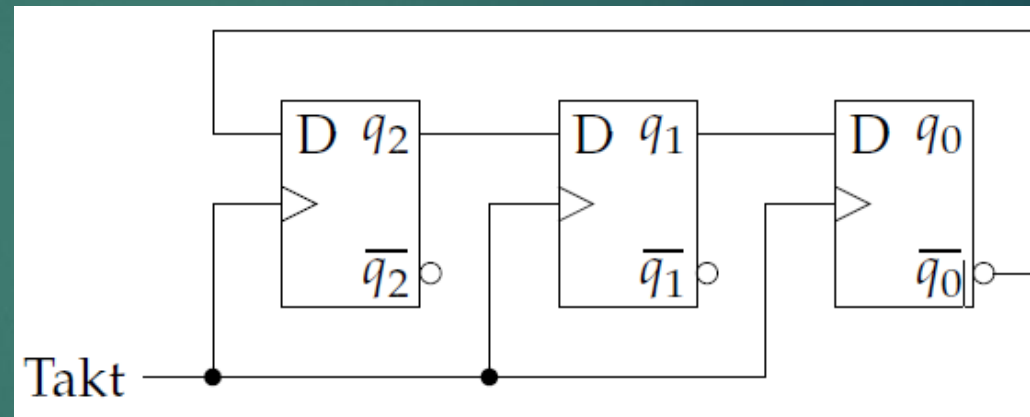 D q₂ D q₁ D q₀
q̅₂ q̅₁ q̅₀
Takt